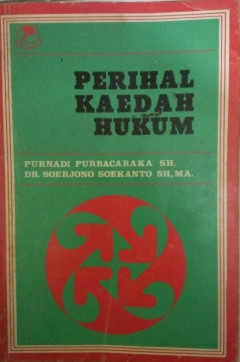 PERIHAL
KAEDAH
HUKUM
PURNADI PURBACARAKA SH.
DR. SOERJONO SOEKANTO SH, MA.